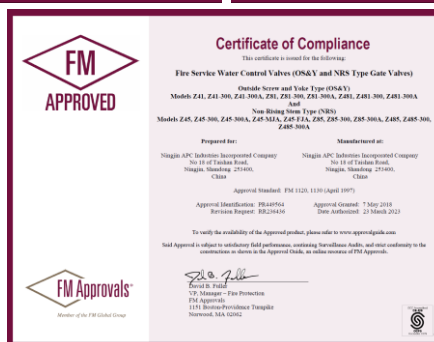 FM
APPROVED
Certificate of Compliance
This certificate is issued for the following:
Fire Service Water Control Valves (OS&Y and NRS Type Gate Valves)
Outside Screw and Yoke Type (OS&Y)
Models Z41, Z41-300, Z41-300A, Z81, Z81-300, Z81-300A, Z481, Z481-300, Z481-300A
And
Non-Rising Stem Type (NRS)
Models Z45, Z45-300, Z45-300A, Z45-MJA, Z45-FJA, Z85, Z85-300, Z85-300A, Z485, Z485-300,
Z485-300A
Prepared for:
Manufactured at:
Ningjin APC Industries Incorporated Company
No 18 of Taishan Road,
Ningjin, Shandong 253400,
China
Ningjin APC Industries Incorporated Company
No 18 of Taishan Road,
Ningjin, Shandong 253400,
China
Approval Standard: FM 1120, 1130 (April 1997)
Approval Identification: PR449564
Approval Granted: 7 May 2018
Revision Request: RR236436
Date Authorized: 23 March 2023
To verify the availability of the Approved product, please refer to www.approvalguide.com
Said Approval is subject to satisfactory field performance, continuing Surveillance Audits, and strict conformity to the
constructions as shown in the Approval Guide, an online resource of FM Approvals.
David B. Fuller
VP, Manager - Fire Protection
FM Approvals
1151 Boston-Providence Turnpike
Norwood, MA 02062
FM Approvals®
Member of the FM Global Group